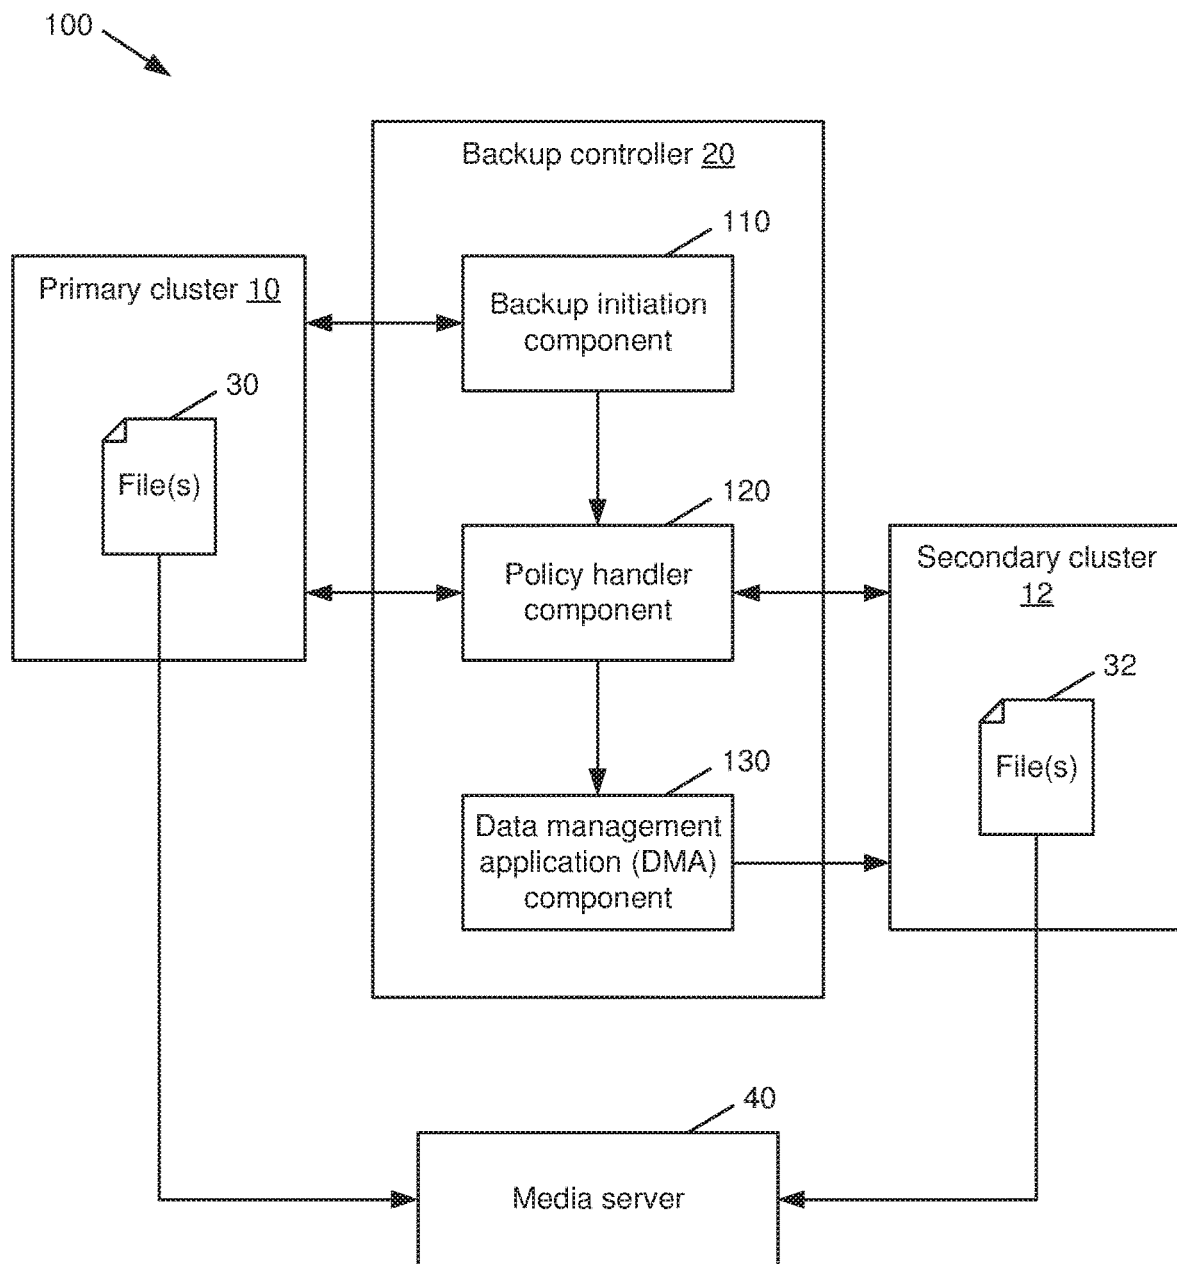 100
Backup controller 20
110
Primary cluster 10
Backup initiation
component
30
File(s)
120
Policy handler
component
Secondary cluster
12
32
File(s)
130
Data management
application (DMA)
component
40
Media server